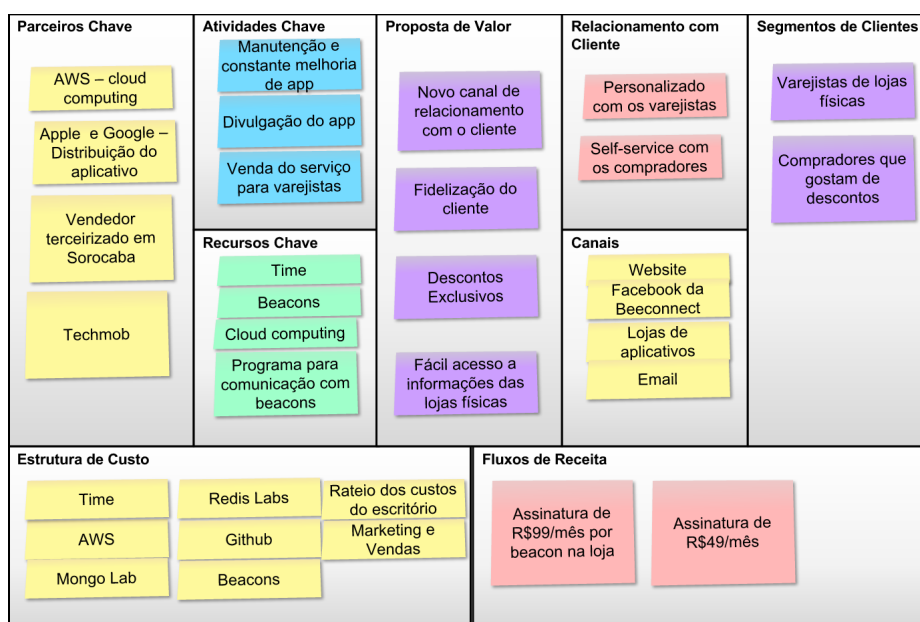 Parceiros Chave
AWS – cloud
computing
Apple e Google –
Distribuição do
aplicativo
Vendedor
terceirizado em
Sorocaba
Techmob
Atividades Chave
Manutenção e
constante melhoria
de app
Divulgação do app
Venda do serviço
para varejistas
Recursos Chave
Time
Beacons
Cloud computing
Programa para
comunicação com
beacons
Proposta de Valor
Novo canal de
relacionamento
com o cliente
Fidelização do
cliente
Descontos
Exclusivos
Fácil acesso a
informações das
lojas físicas
Relacionamento com
Cliente
Personalizado
com os varejistas
Self-service com
os compradores
Canais
Website
Facebook da
Beeconnect
Lojas de
aplicativos
Email
Segmentos de Clientes
Varejistas de lojas
físicas
Compradores que
gostam de
descontos
Estrutura de Custo
Time
AWS
Mongo Lab
Redis Labs
Github
Beacons
Rateio dos custos
do escritório
Marketing e
Vendas
Fluxos de Receita
Assinatura de
R$99/mês por
beacon na loja
Assinatura de
R$49/mês